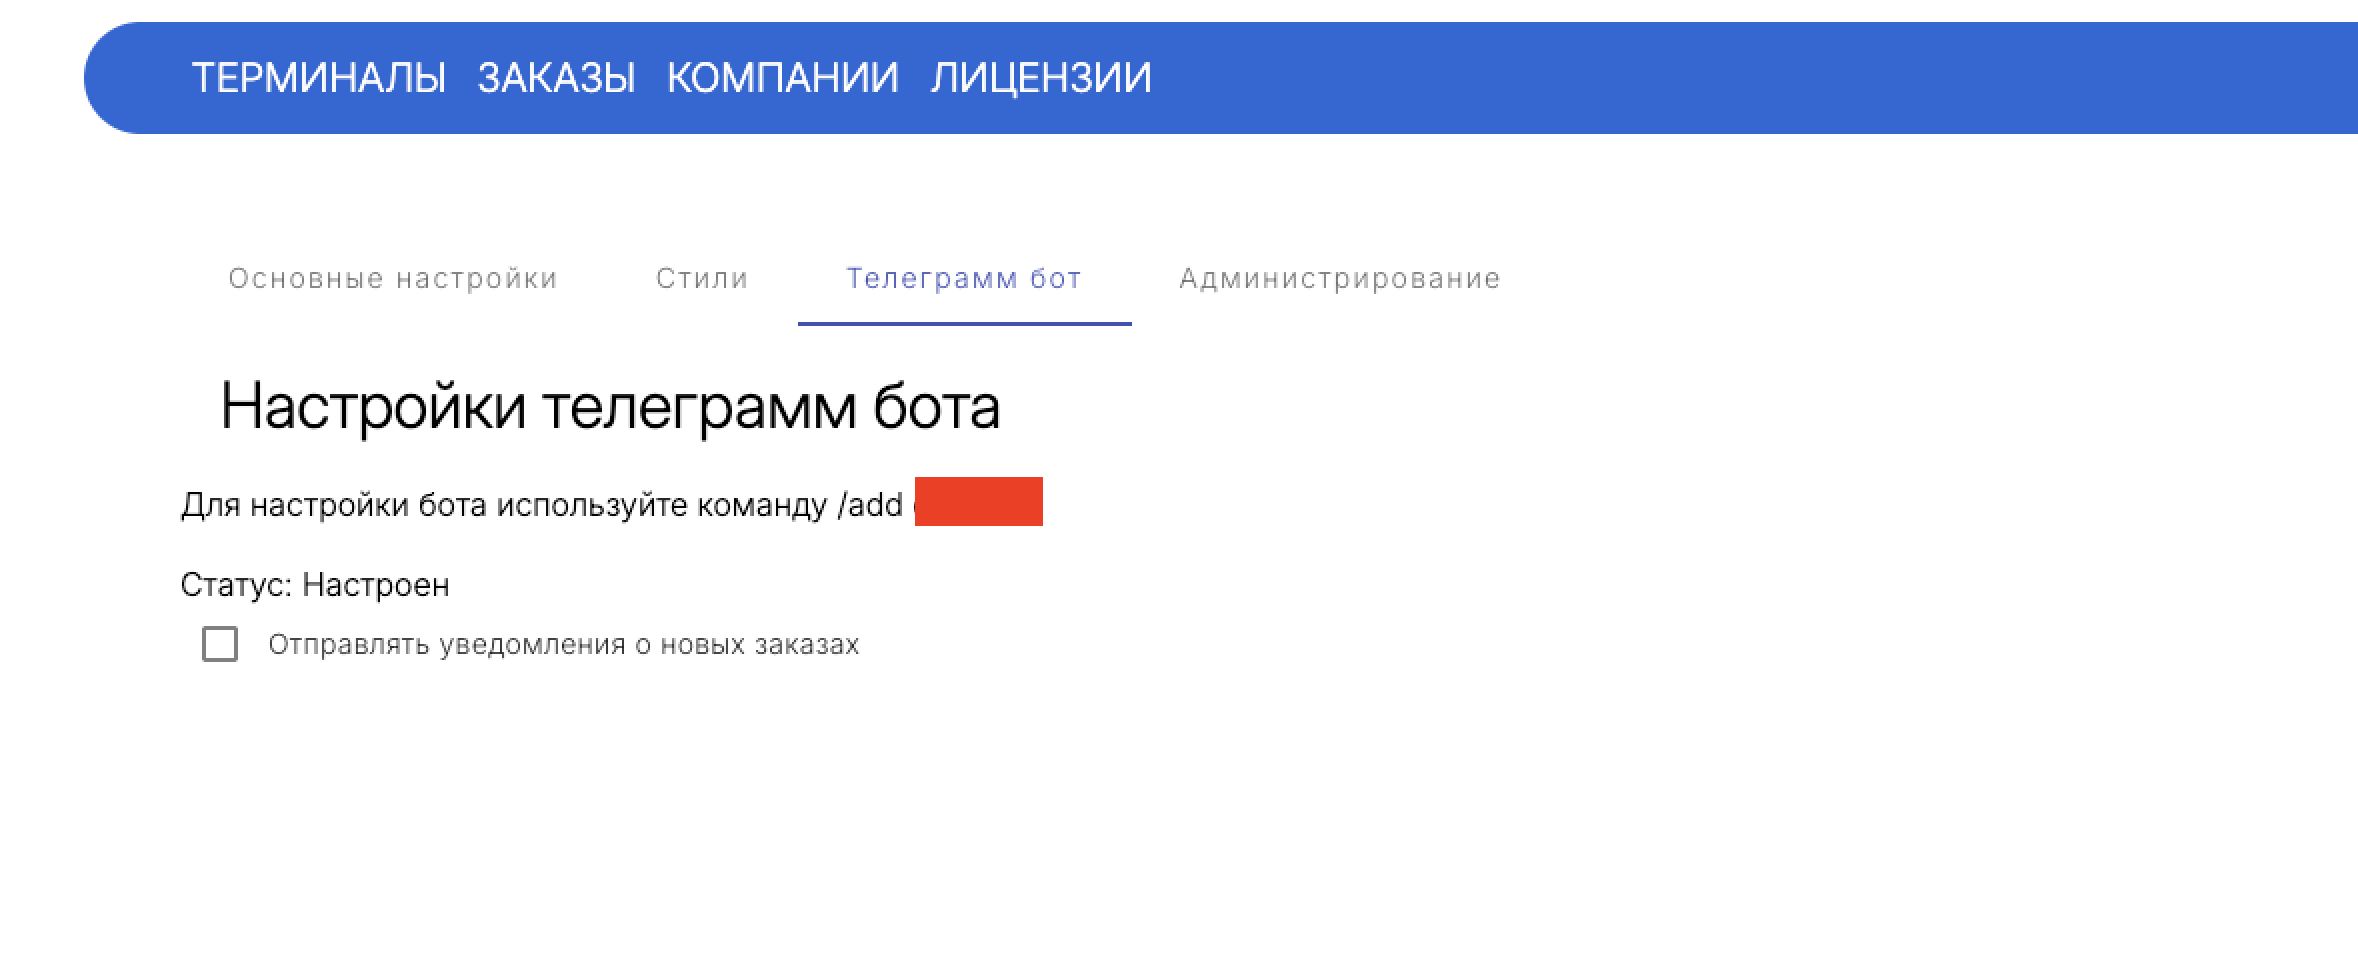 ТЕРМИНАЛЫ ЗАКАЗЫ КОМПАНИИ ЛИЦЕНЗИИ
Основные настройки Стили Телеграмм бот Администрирование
Настройки телеграмм бота
Для настройки бота используйте команду /add
Статус: Настроен
Отправлять уведомления о новых заказах